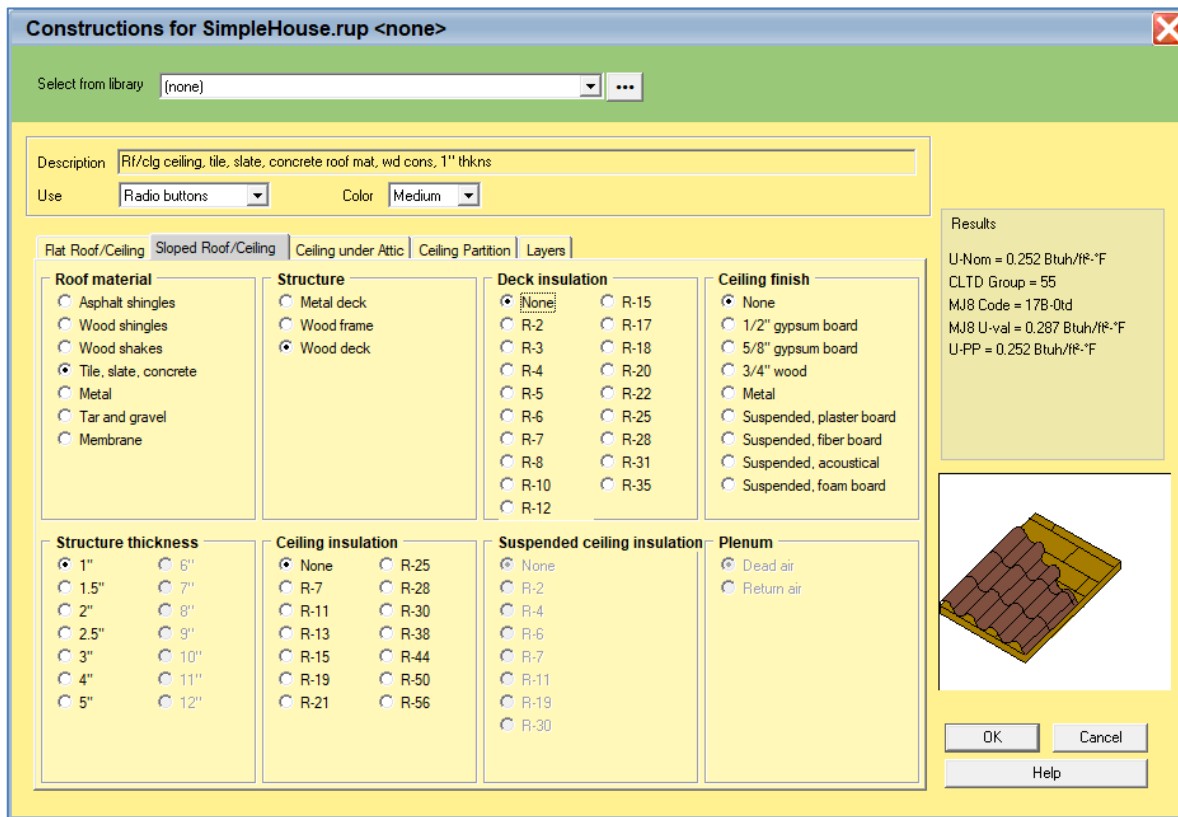 Constructions for SimpleHouse.rup <none>
Select from library (none) ...
Description Rf/clg ceiling, tile, slate, concrete roof mat, wd cons, 1" thkns
Use Radio buttons Color Medium
Flat Roof/Ceiling Sloped Roof/Ceiling Ceiling under Attic Ceiling Partition Layers
Roof material
Asphalt shingles
Wood shingles
Wood shakes
Tile, slate, concrete
Metal
Tar and gravel
Membrane
Structure
Metal deck
Wood frame
Wood deck
Deck insulation
None R-15
R-2 R-17
R-3 R-18
R-4 R-20
R-5 R-22
R-6 R-25
R-7 R-28
R-8 R-31
R-10 R-35
R-12
Ceiling finish
None
1/2" gypsum board
5/8" gypsum board
3/4" wood
Metal
Suspended, plaster board
Suspended, fiber board
Suspended, acoustical
Suspended, foam board
Structure thickness
1" 6"
1.5" 7"
2" 8"
2.5" 9"
3" 10"
4" 11"
5" 12"
Ceiling insulation
None R-25
R-7 R-28
R-11 R-30
R-13 R-38
R-15 R-44
R-19 R-50
R-21 R-56
Suspended ceiling insulation
None
R-2
R-4
R-6
R-7
R-11
R-19
R-30
Plenum
Dead air
Return air
Results
U-Nom = 0.252 Btuh/ft²-°F
CLTD Group = 55
MJ8 Code = 17B-0td
MJ8 U-val = 0.287 Btuh/ft²-°F
U-PP = 0.252 Btuh/ft²-°F
OK Cancel
Help